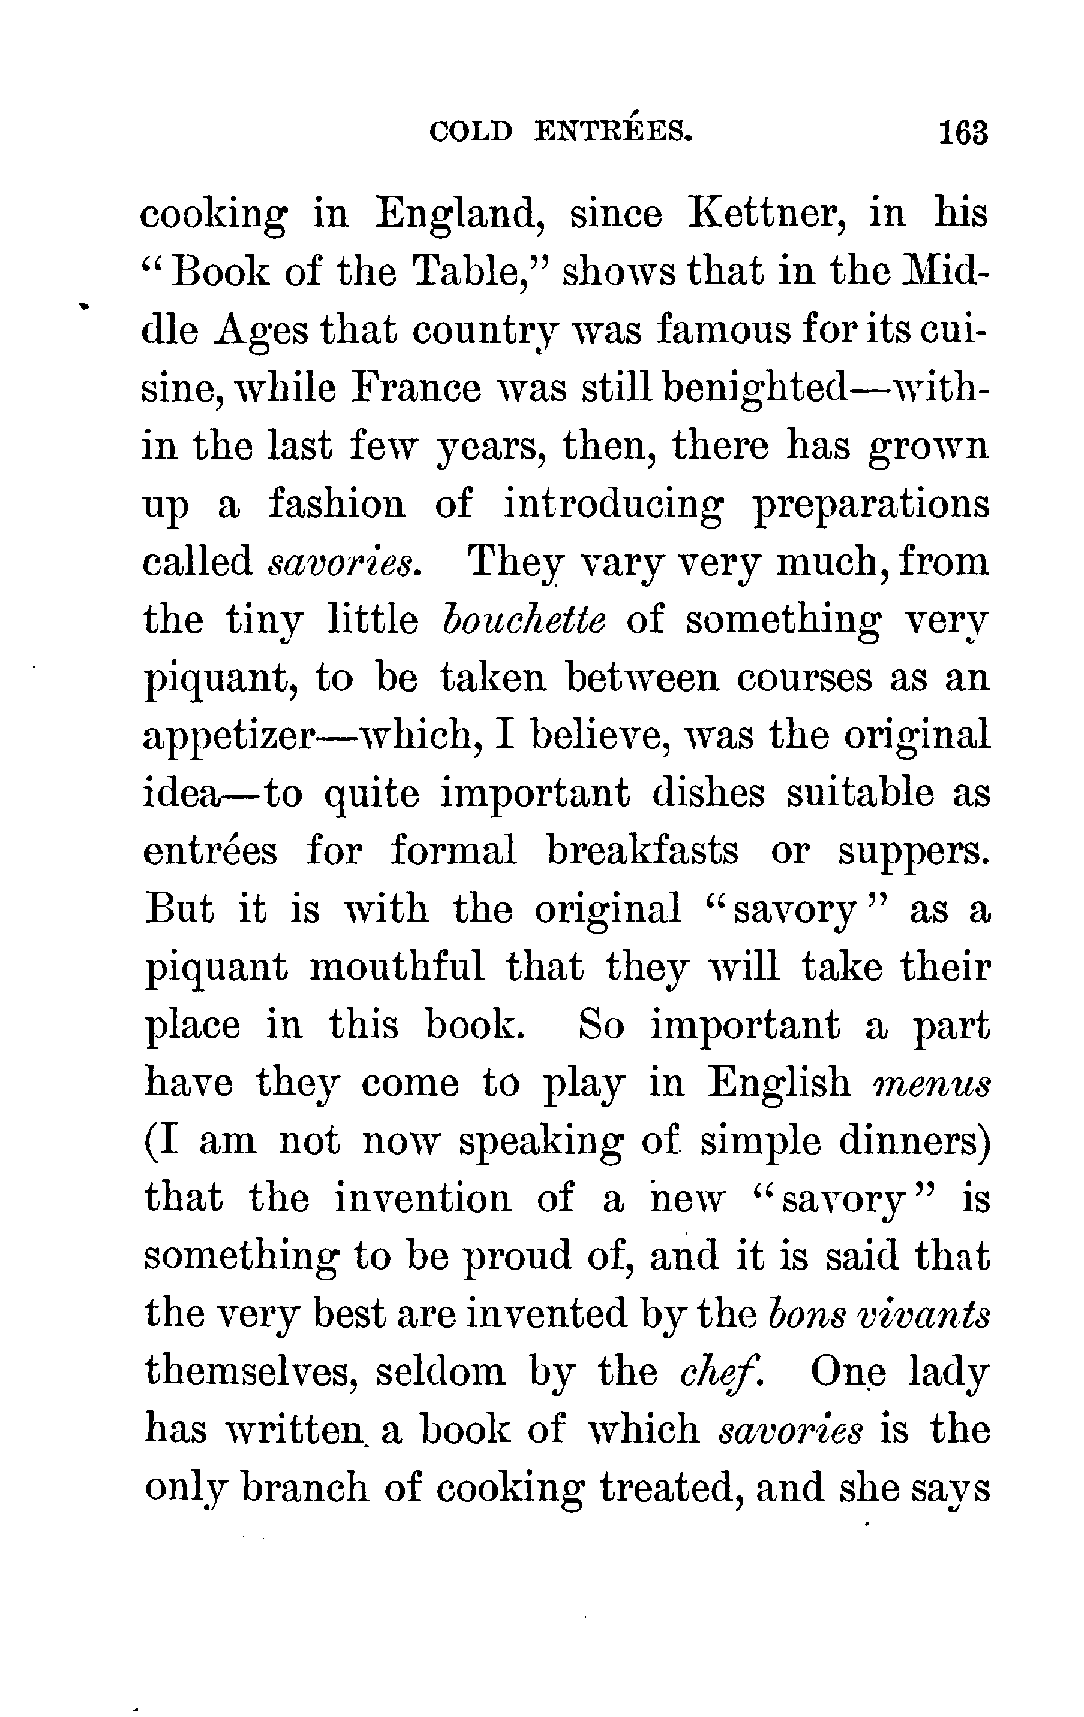 COLD ENTRÉES. 163
cooking in England, since Kettner, in his
“Book of the Table,” shows that in the Mid-
dle Ages that country was famous for its cui-
sine, while France was still benighted—with-
in the last few years, then, there has grown
up a fashion of introducing preparations
called savories. They vary very much, from
the tiny little bouchette of something very
piquant, to be taken between courses as an
appetizer—which, I believe, was the original
idea—to quite important dishes suitable as
entrées for formal breakfasts or suppers.
But it is with the original “savory” as a
piquant mouthful that they will take their
place in this book. So important a part
have they come to play in English menus
(I am not now speaking of simple dinners)
that the invention of a new “savory” is
something to be proud of, and it is said that
the very best are invented by the bons vivants
themselves, seldom by the chef. One lady
has written a book of which savories is the
only branch of cooking treated, and she says